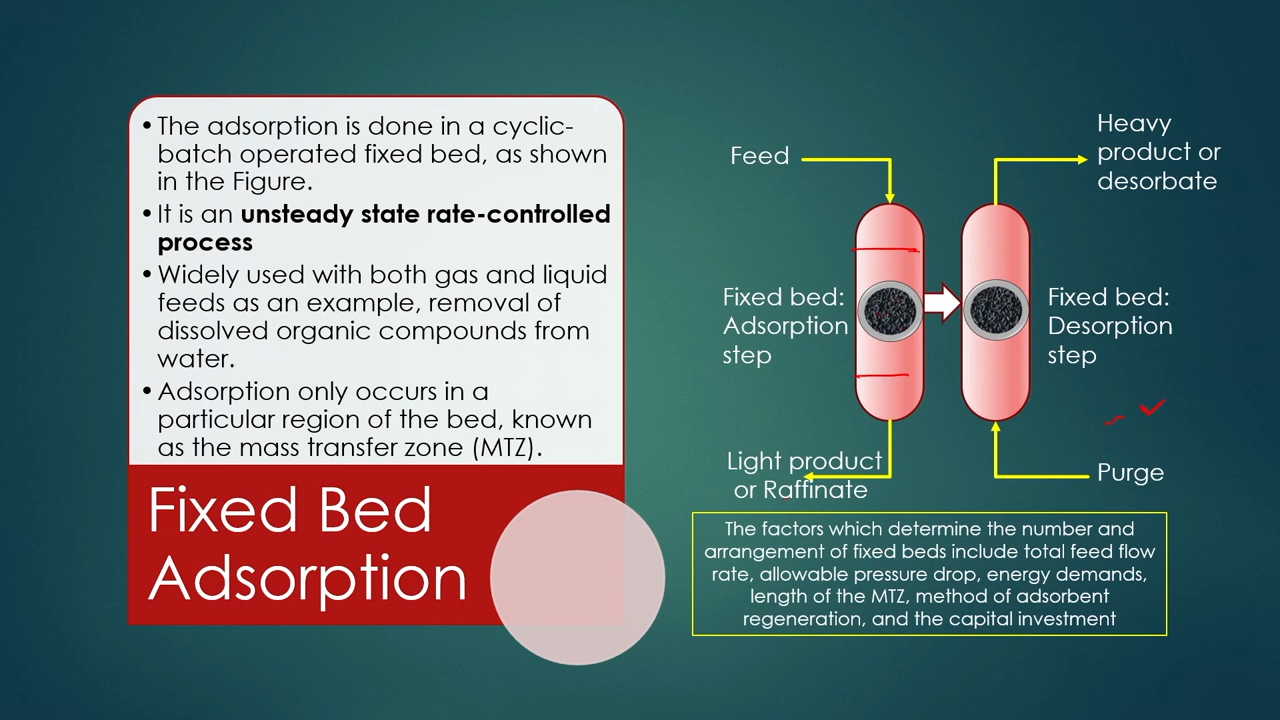 • The adsorption is done in a cyclic-
batch operated fixed bed, as shown
in the Figure.
• It is an unsteady state rate-controlled
process
• Widely used with both gas and liquid
feeds as an example, removal of
dissolved organic compounds from
water.
• Adsorption only occurs in a
particular region of the bed, known
as the mass transfer zone (MTZ).
Fixed Bed
Adsorption
Feed
Heavy
product or
desorbate
Fixed bed:
Adsorption
step
Fixed bed:
Desorption
step
Light product
or Raffinate
Purge
The factors which determine the number and
arrangement of fixed beds include total feed flow
rate, allowable pressure drop, energy demands,
length of the MTZ, method of adsorbent
regeneration, and the capital investment